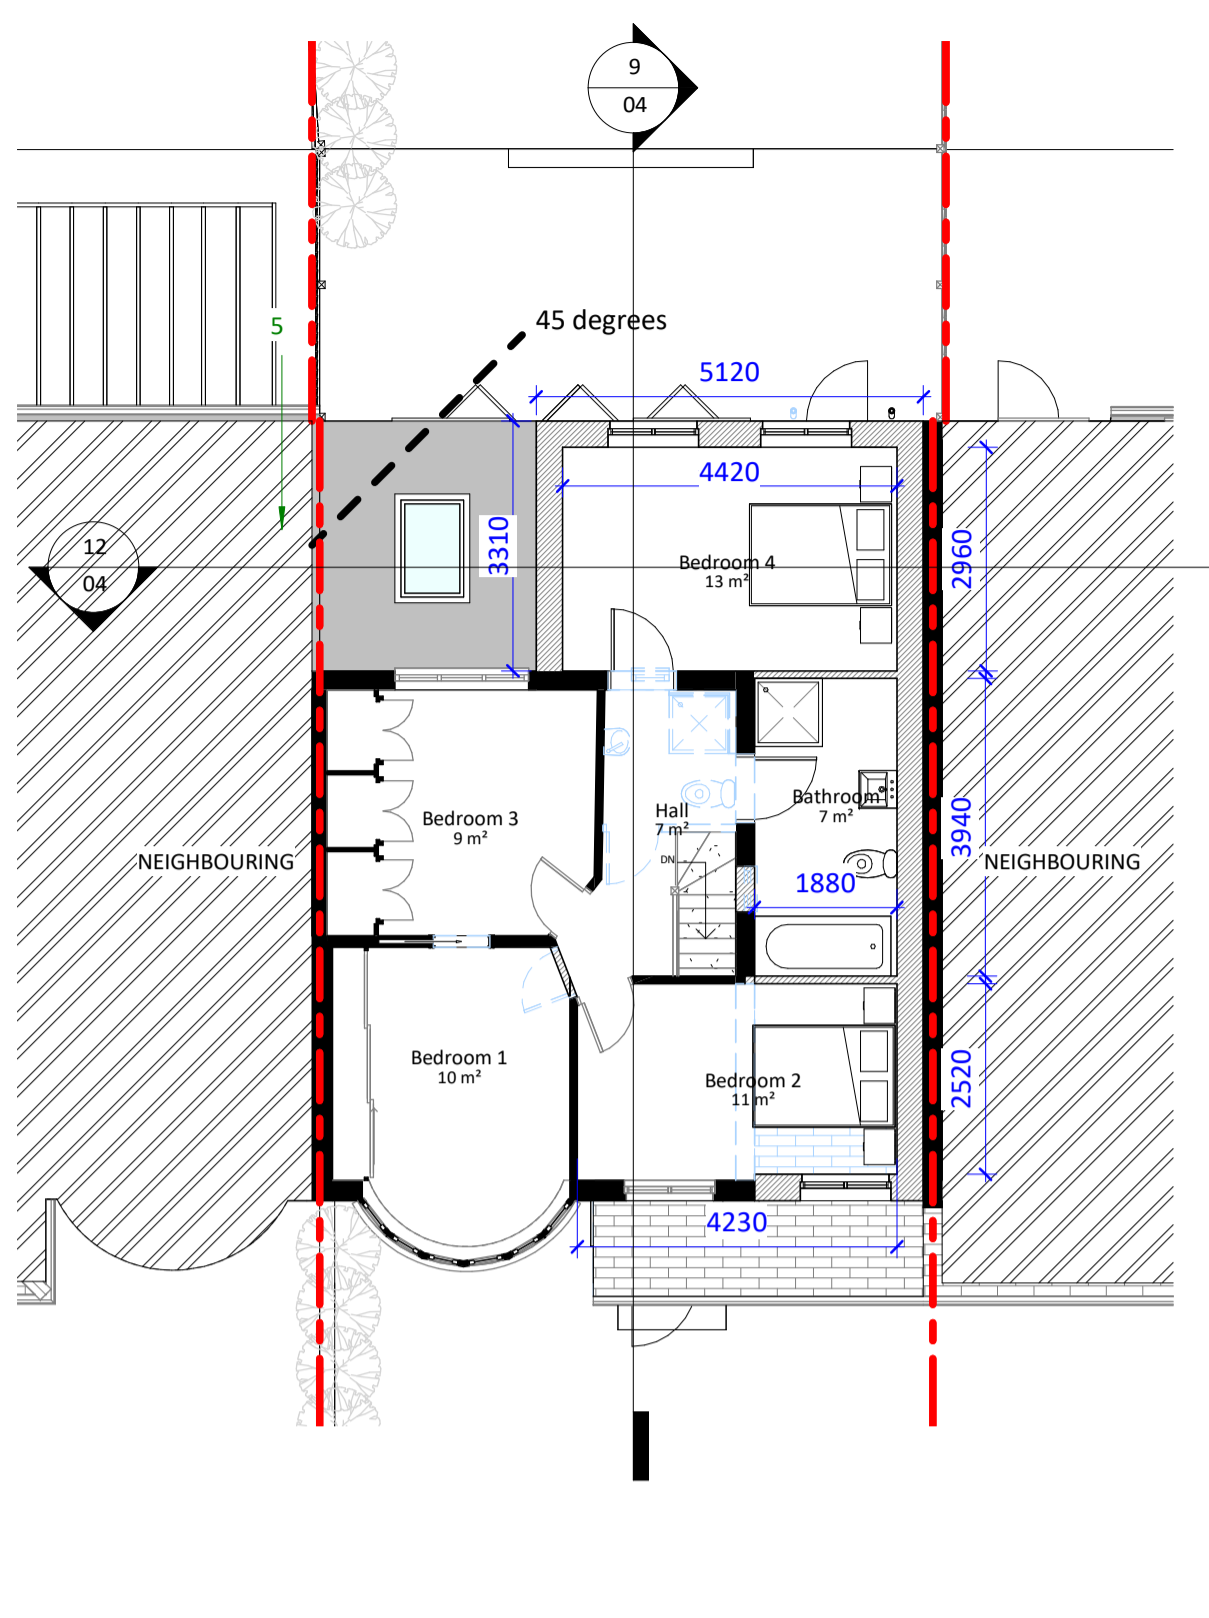 9
04
45 degrees
5
5120
4420
3310
2960
12
04
Bedroom 4
13 m²
Bedroom 3
9 m²
Hall
7 m²
Bathroom
7 m²
3940
DN
NEIGHBOURING
NEIGHBOURING
1880
Bedroom 1
10 m²
Bedroom 2
11 m²
2520
4230